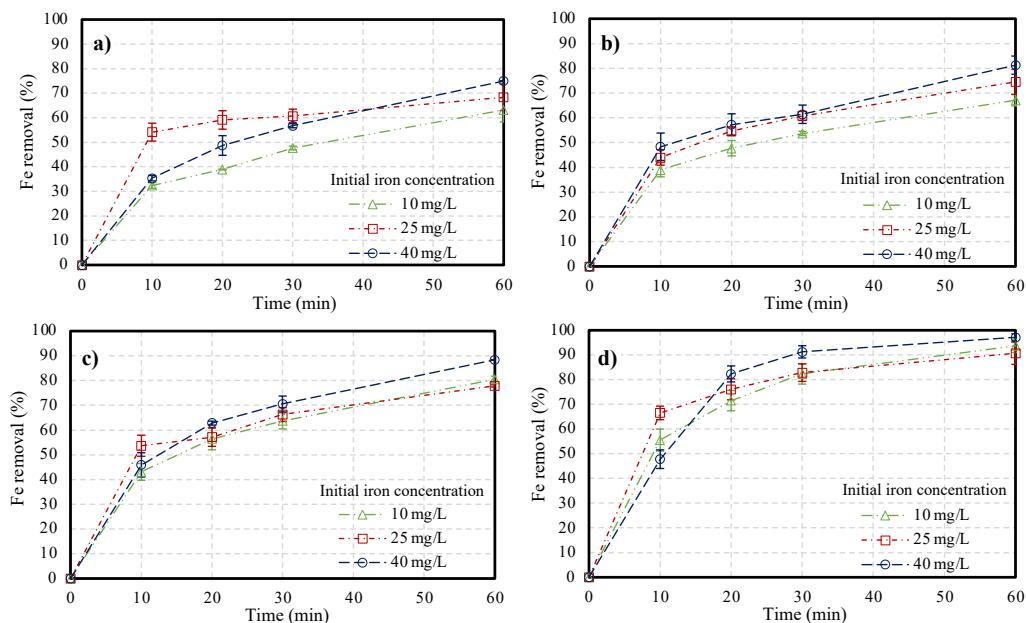 a)
Fe removal (%)
100
90
80
70
60
50
40
30
20
10
0
Initial iron concentration
10 mg/L
25 mg/L
40 mg/L
0 10 20 30 40 50 60
Time (min)
b)
Fe removal (%)
100
90
80
70
60
50
40
30
20
10
0
Initial iron concentration
10 mg/L
25 mg/L
40 mg/L
0 10 20 30 40 50 60
Time (min)
c)
Fe removal (%)
100
90
80
70
60
50
40
30
20
10
0
Initial iron concentration
10 mg/L
25 mg/L
40 mg/L
0 10 20 30 40 50 60
Time (min)
d)
Fe removal (%)
100
90
80
70
60
50
40
30
20
10
0
Initial iron concentration
10 mg/L
25 mg/L
40 mg/L
0 10 20 30 40 50 60
Time (min)